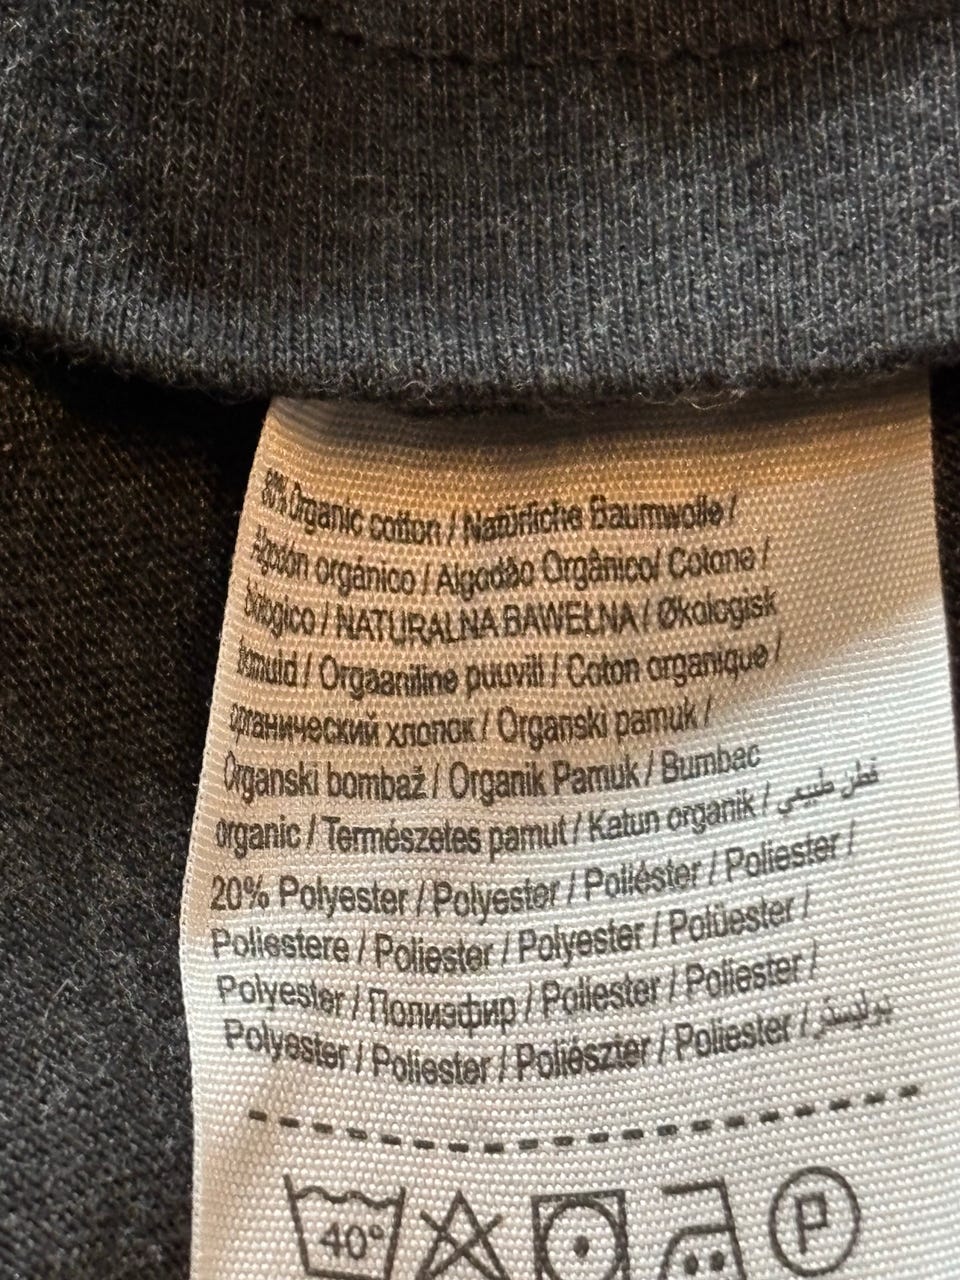 80% Organic cotton / Natürliche Baumwolle /
Algodón orgánico / Algodão Orgânico/ Cotone /
biologico / NATURALNA BAWEŁNA / Økologisk
bomuld / Orgaaniline puuvill / Coton organique /
органический хлопок / Organski pamuk /
Organski bombaž / Organik Pamuk / Bumbac
organic / Természetes pamut / Katun organik / قطن طبيعي
20% Polyester / Polyester / Poliéster / Poliester /
Poliestere / Poliester / Polyester / Polüester /
Polyester / Полиэфир / Poliester / Poliester /
Polyester / Poliester / Poliészter / Poliester / بوليستر
40° P